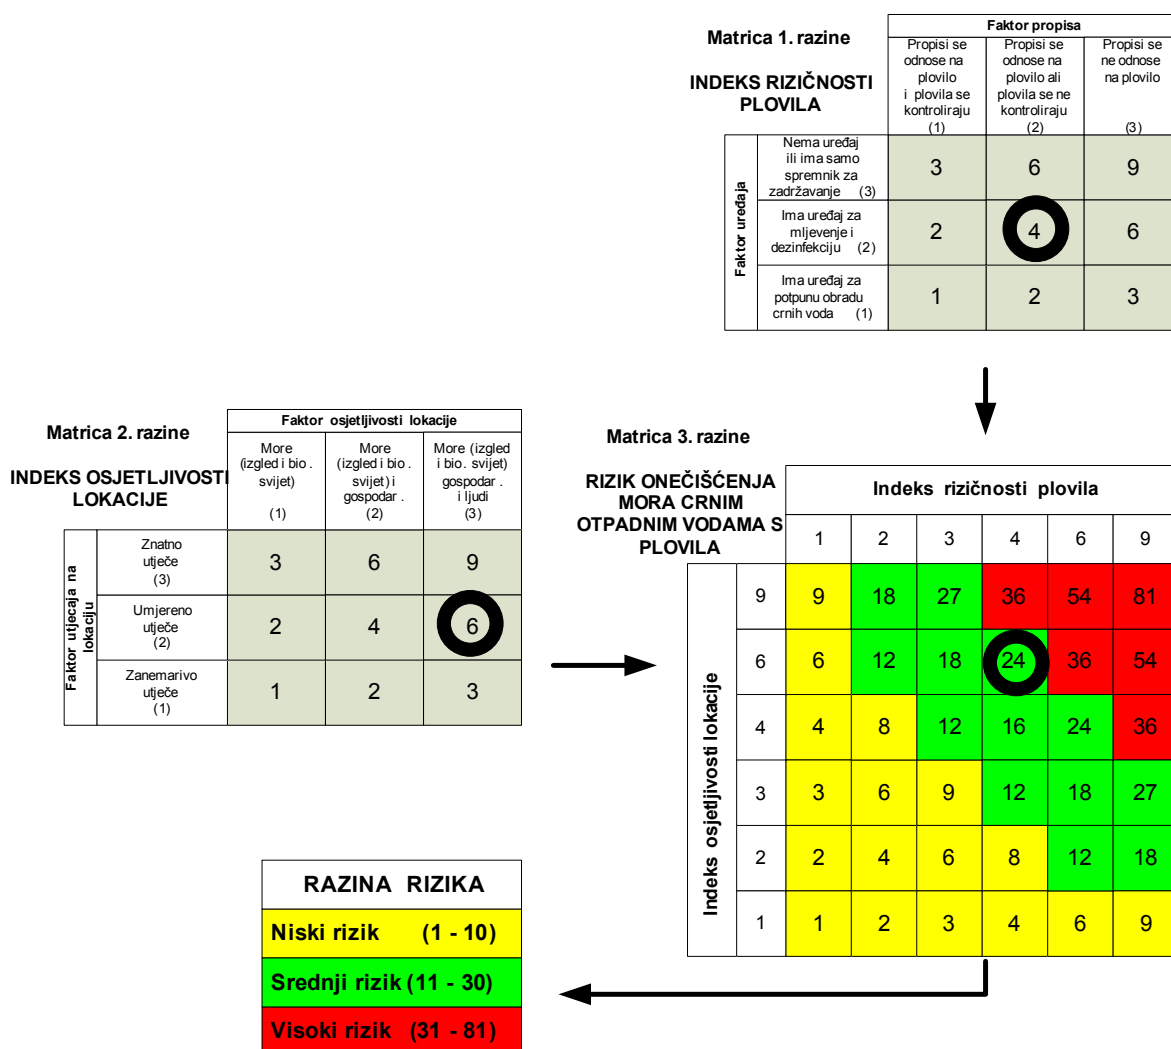 Matrica 1. razine
INDEKS RIZIČNOSTI
PLOVILA
Faktor propisa
Propisi se
odnose na
plovilo
i plovila se
kontroliraju
(1)
Propisi se
odnose na
plovilo ali
plovila se ne
kontroliraju
(2)
Propisi se
ne odnose
na plovilo
(3)
Faktor uređaja
Nema uređaj
ili ima samo
spremnik za
zadržavanje (3)
3 6 9
Ima uređaj za
mljevenje i
dezinfekciju (2)
2 4 6
Ima uređaj za
potpunu obradu
crnih voda (1)
1 2 3
Matrica 2. razine
INDEKS OSJETLJIVOSTI
LOKACIJE
Faktor osjetljivosti lokacije
More
(izgled i bio.
svijet)
(1)
More
(izgled i bio.
svijet) i
gospodar.
(2)
More (izgled
i bio. svijet)
gospodar.
i ljudi
(3)
Faktor utjecaja na
lokaciju
Znatno
utječe
(3)
3 6 9
Umjereno
utječe
(2)
2 4 6
Zanemarivo
utječe
(1)
1 2 3
Matrica 3. razine
RIZIK ONEČIŠĆENJA
MORA CRNIM
OTPADNIM VODAMA S
PLOVILA
Indeks rizičnosti plovila
1 2 3 4 6 9
Indeks osjetljivosti lokacije
9 9 18 27 36 54 81
6 6 12 18 24 36 54
4 4 8 12 16 24 36
3 3 6 9 12 18 27
2 2 4 6 8 12 18
1 1 2 3 4 6 9
RAZINA RIZIKA
Niski rizik (1 - 10)
Srednji rizik (11 - 30)
Visoki rizik (31 - 81)